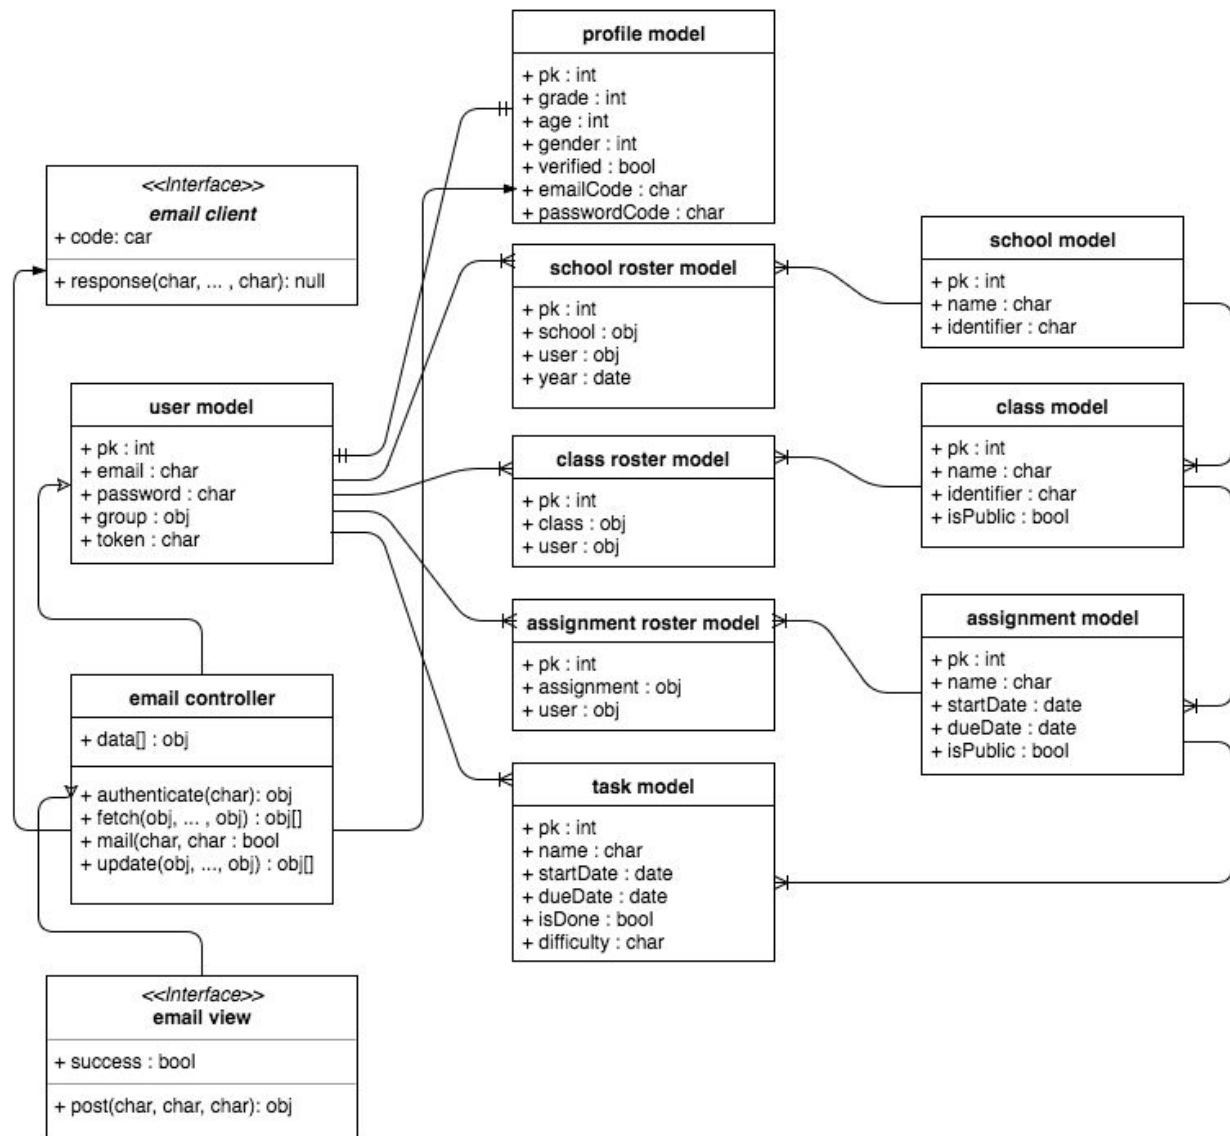 profile model
+ pk : int
+ grade : int
+ age : int
+ gender : int
+ verified : bool
+ emailCode : char
+ passwordCode : char
<<Interface>>
email client
+ code: car
+ response(char, ... , char): null
school roster model
+ pk : int
+ school : obj
+ user : obj
+ year : date
school model
+ pk : int
+ name : char
+ identifier : char
user model
+ pk : int
+ email : char
+ password : char
+ group : obj
+ token : char
class roster model
+ pk : int
+ class : obj
+ user : obj
class model
+ pk : int
+ name : char
+ identifier : char
+ isPublic : bool
email controller
+ data[] : obj
+ authenticate(char): obj
+ fetch(obj, ... , obj) : obj[]
+ mail(char, char : bool
+ update(obj, ..., obj) : obj[]
assignment roster model
+ pk : int
+ assignment : obj
+ user : obj
assignment model
+ pk : int
+ name : char
+ startDate : date
+ dueDate : date
+ isPublic : bool
task model
+ pk : int
+ name : char
+ startDate : date
+ dueDate : date
+ isDone : bool
+ difficulty : char
<<Interface>>
email view
+ success : bool
+ post(char, char, char): obj